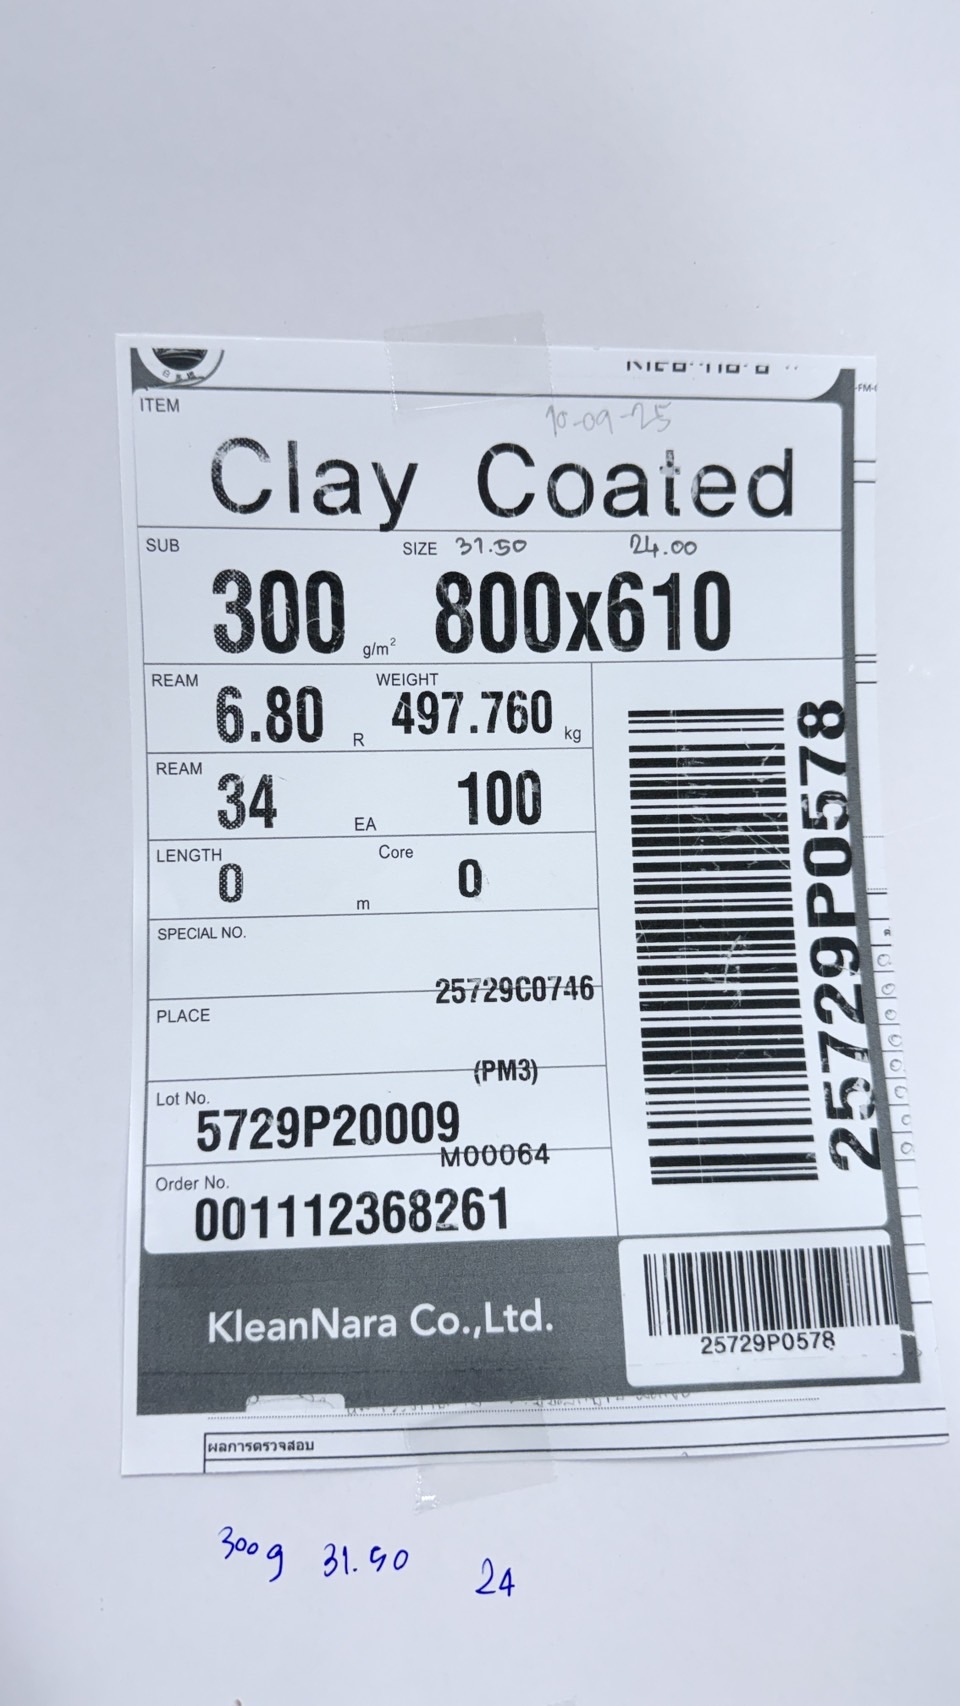 ITEM
10-09-25
Clay Coated
SUB SIZE 31.50 24.00
300 g/m² 800x610
REAM WEIGHT
6.80 R 497.760 kg
REAM
34 EA 100
LENGTH Core
0 m 0
SPECIAL NO.
25729C0746
PLACE
(PM3)
Lot No.
5729P20009
M00064
Order No.
001112368261
25729P0578
KleanNara Co.,Ltd.
25729P0578
ผลการตรวจสอบ
300g 31.50 24